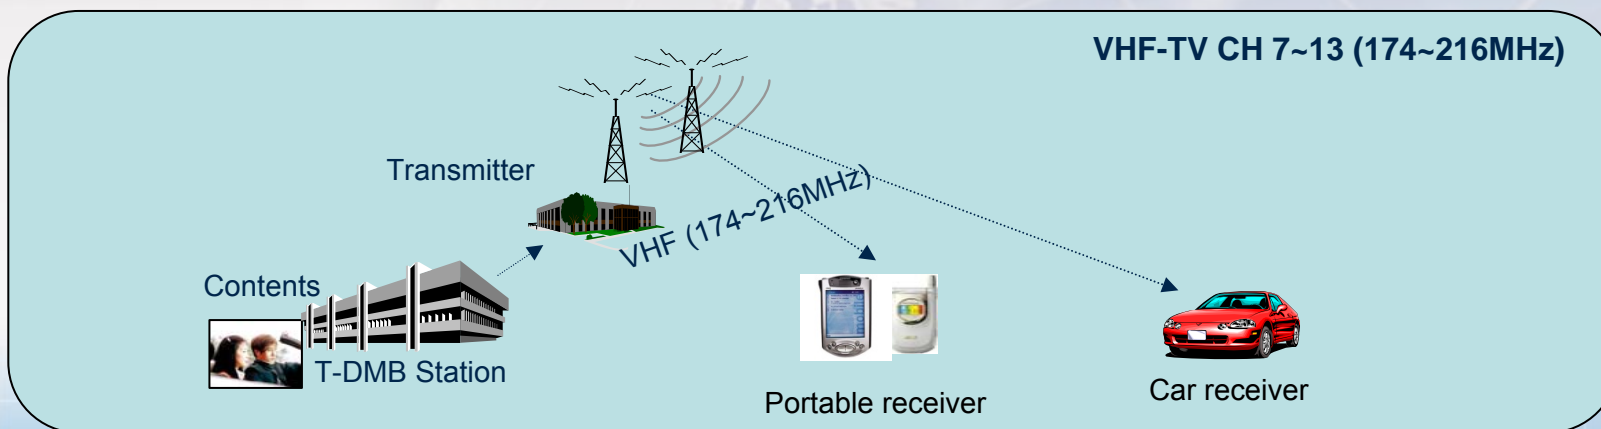 VHF-TV CH 7~13 (174~216MHz)
Transmitter
VHF (174~216MHz)
Contents
T-DMB Station
Portable receiver
Car receiver